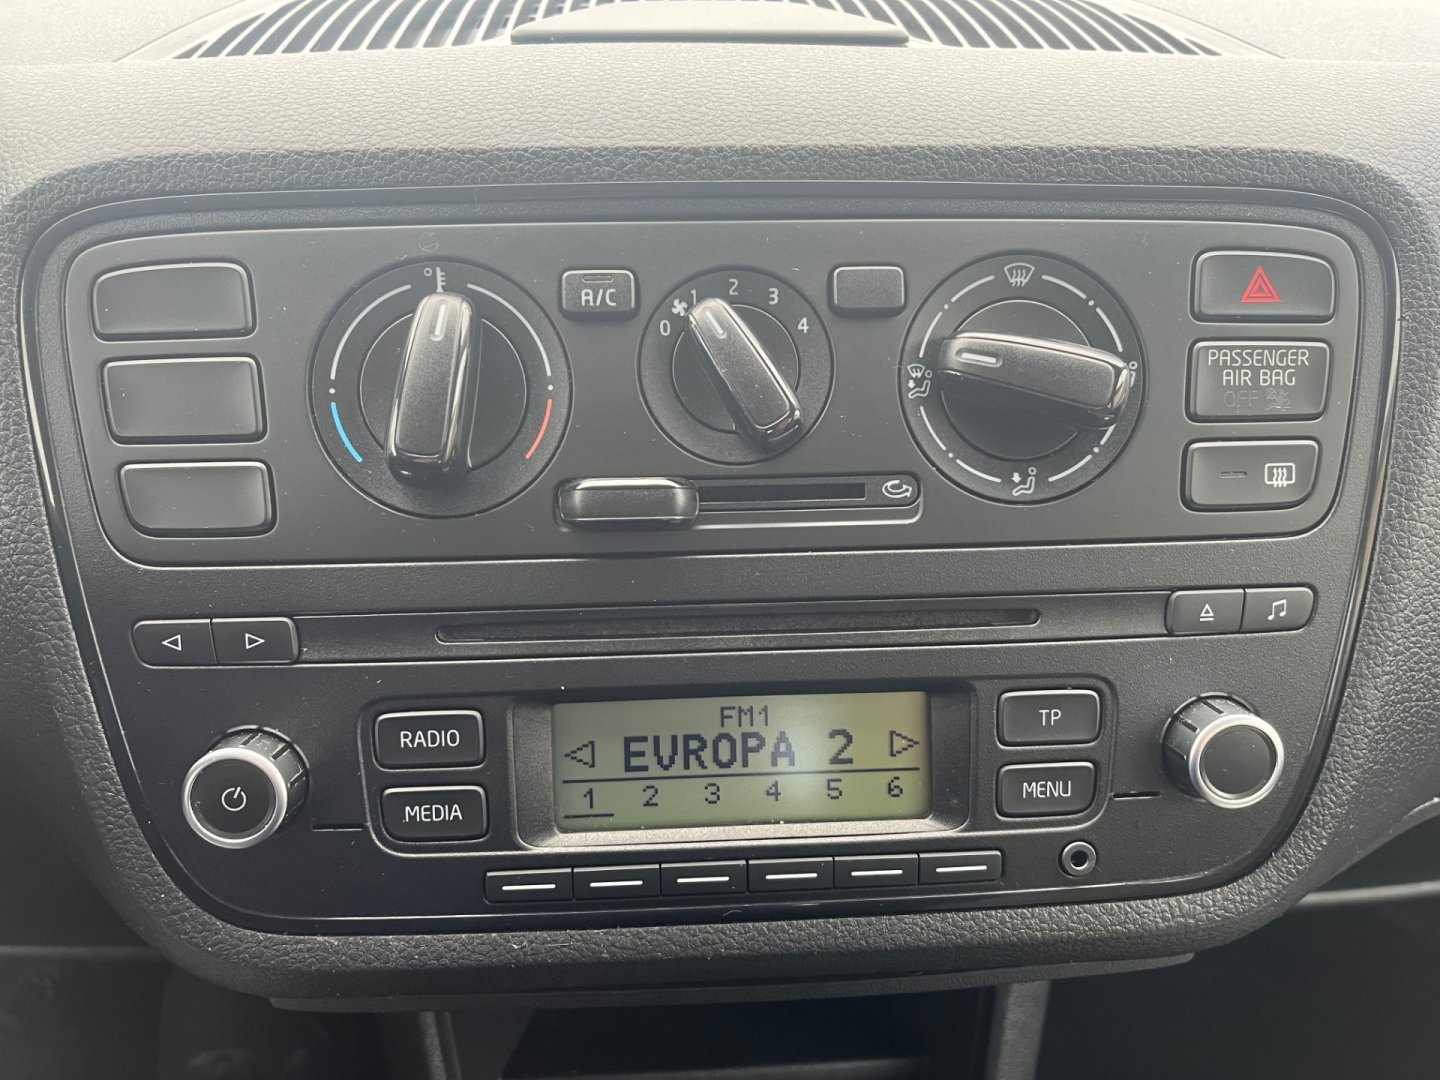 A/C
0 1 2 3 4
PASSENGER
AIR BAG
OFF
RADIO
MEDIA
FM1
EVROPA 2
1 2 3 4 5 6
TP
MENU